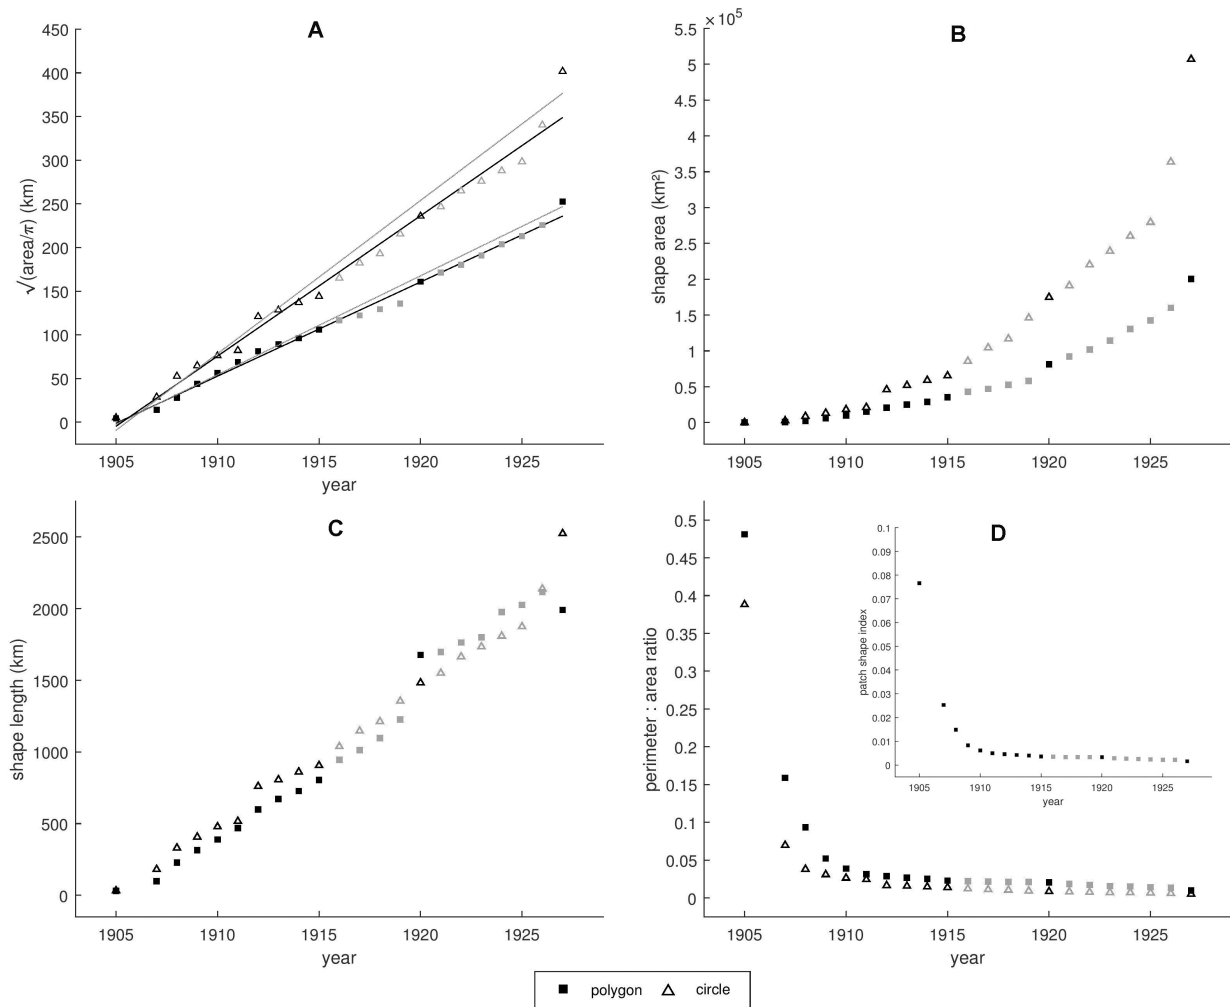 A
450
400
350
300
250
200
150
100
50
0
√(area/π) (km)
1905 1910 1915 1920 1925
year
B
×10⁵
5.5
5
4.5
4
3.5
3
2.5
2
1.5
1
0.5
0
shape area (km²)
1905 1910 1915 1920 1925
year
C
2500
2000
1500
1000
500
0
shape length (km)
1905 1910 1915 1920 1925
year
0.5
0.45
0.4
0.35
0.3
0.25
0.2
0.15
0.1
0.05
0
perimeter : area ratio
1905 1910 1915 1920 1925
year
D
0.1
0.09
0.08
0.07
0.06
0.05
0.04
0.03
0.02
0.01
0
patch shape index
1905 1910 1915 1920 1925
year
polygon circle